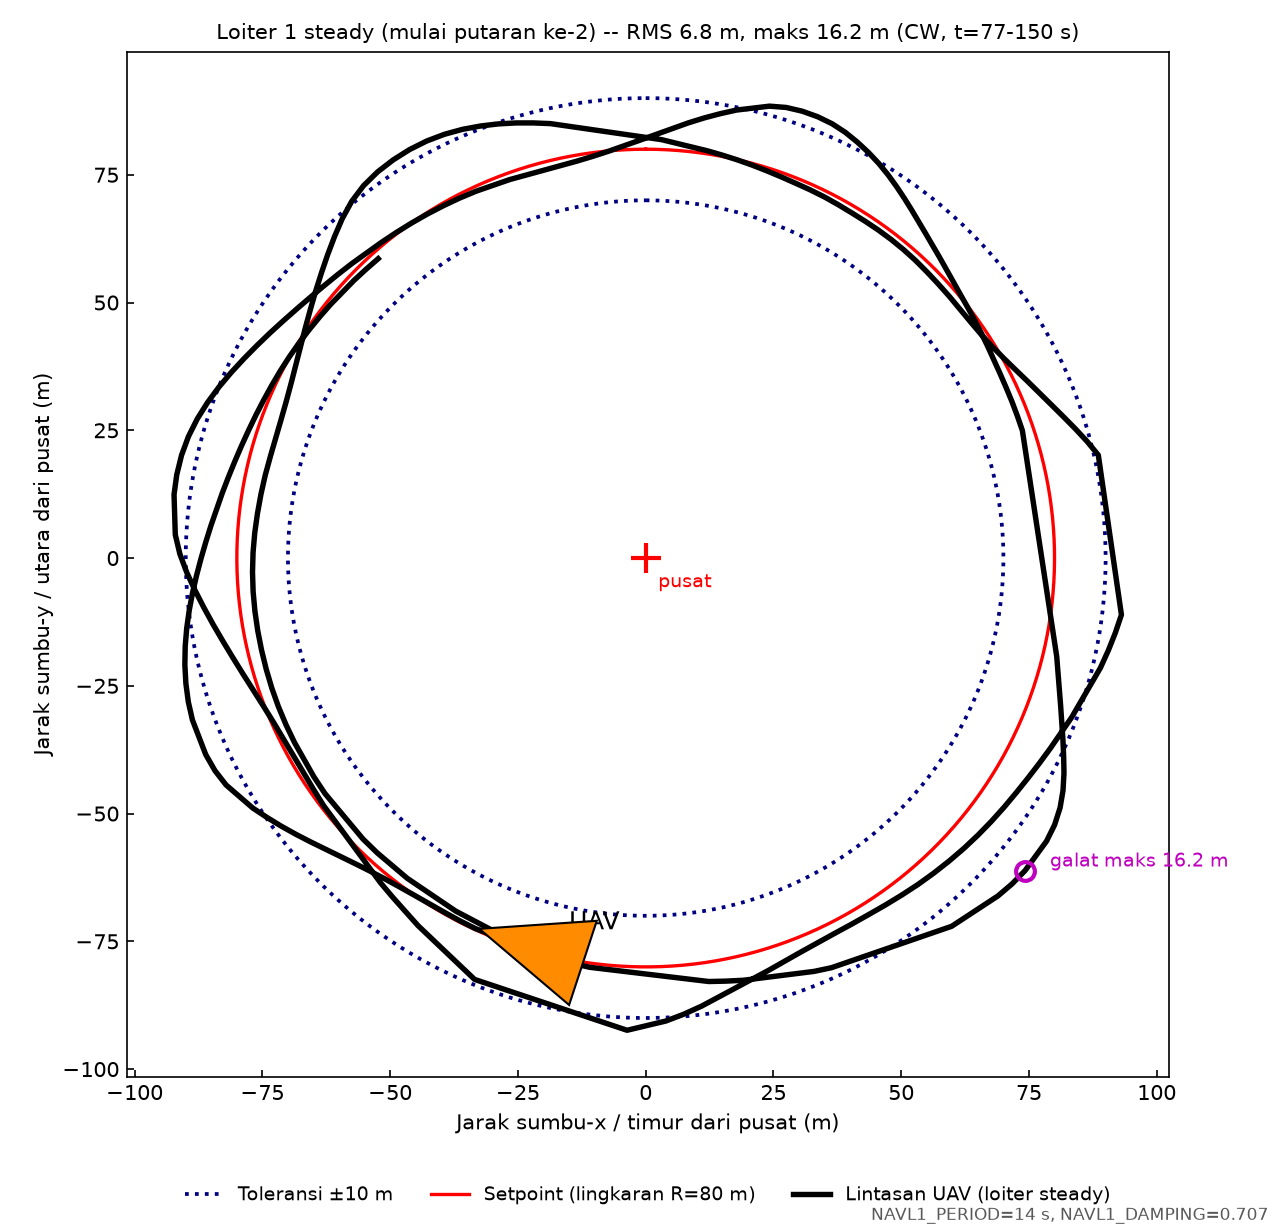 Loiter 1 steady (mulai putaran ke-2) -- RMS 6.8 m, maks 16.2 m (CW, t=77-150 s)
Jarak sumbu-y / utara dari pusat (m)
75
50
25
0
−25
−50
−75
−100
pusat
galat maks 16.2 m
UAV
−100 −75 −50 −25 0 25 50 75 100
Jarak sumbu-x / timur dari pusat (m)
Toleransi ±10 m Setpoint (lingkaran R=80 m) Lintasan UAV (loiter steady)
NAVL1_PERIOD=14 s, NAVL1_DAMPING=0.707